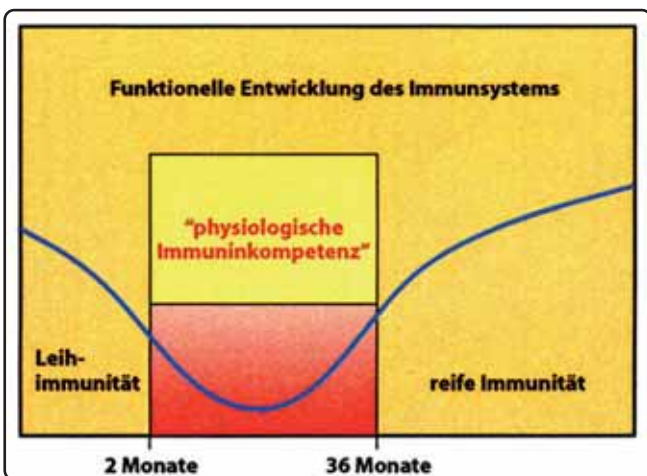 Funktionelle Entwicklung des Immunsystems
"physiologische
Immuninkompetenz"
Leih-
immunität
reife Immunität
2 Monate
36 Monate